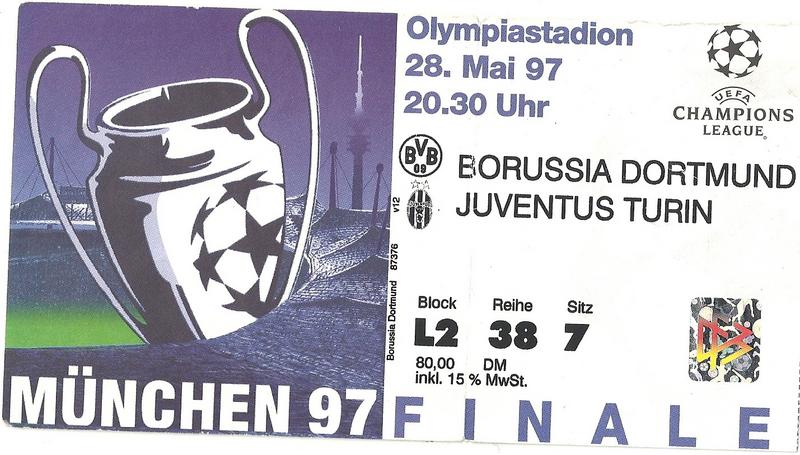 Olympiastadion
28. Mai 97
20.30 Uhr
UEFA
CHAMPIONS
LEAGUE
BVB
09
BORUSSIA DORTMUND
JUVENTUS TURIN
v12
87376
Borussia Dortmund
Block Reihe Sitz
L2 38 7
80,00 DM
inkl. 15 % MwSt.
DFB
MÜNCHEN 97
FINALE